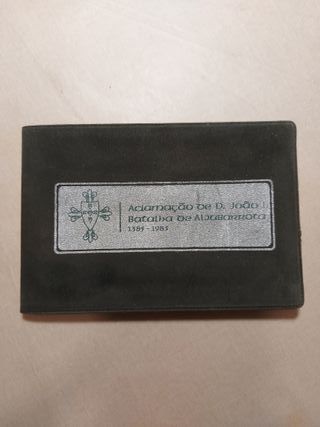 Aclamação de D. João I
Batalha de Aljubarrota
1385-1985